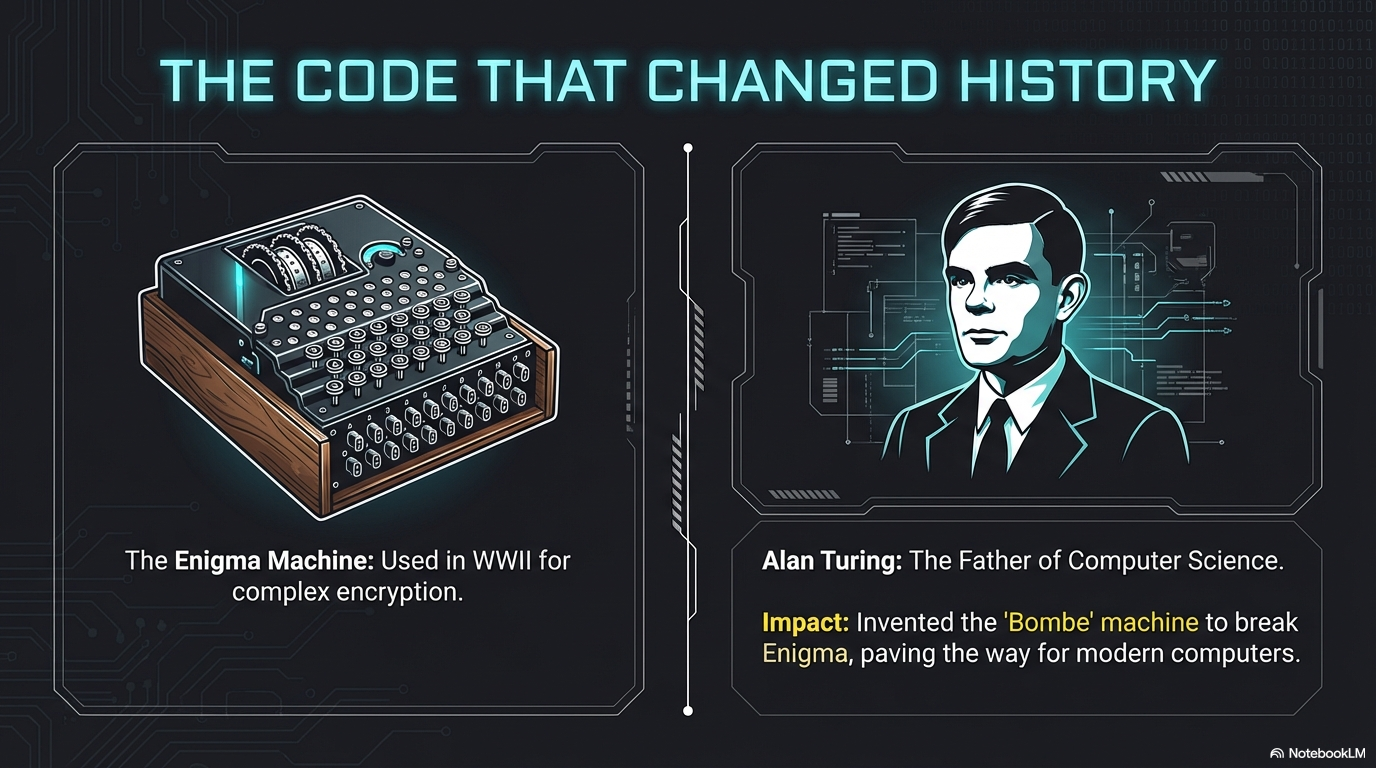 THE CODE THAT CHANGED HISTORY
The Enigma Machine: Used in WWII for
complex encryption.
Alan Turing: The Father of Computer Science.
Impact: Invented the 'Bombe' machine to break
Enigma, paving the way for modern computers.
NotebookLM